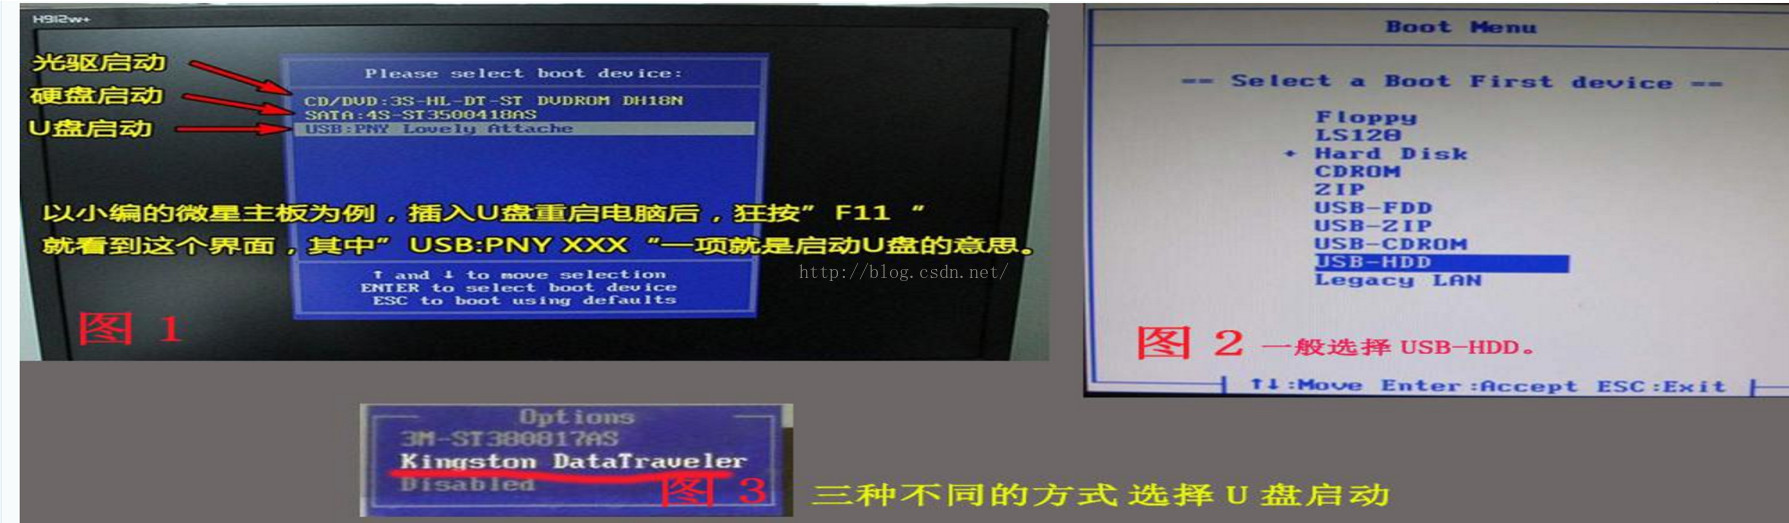 H912w+
光驱启动
硬盘启动
U盘启动
Please select boot device:
CD/DVD:3S-HL-DT-ST DVDROM DH18N
SATA:4S-ST3500418AS
USB:PNY Lovely Attache
以小编的微星主板为例，插入U盘重启电脑后，狂按”F11“
就看到这个界面，其中”USB:PNY XXX“一项就是启动U盘的意思。
↑ and ↓ to move selection
ENTER to select boot device
ESC to boot using defaults
http://blog.csdn.net/
图 1
Boot Menu
== Select a Boot First device ==
Floppy
LS120
+ Hard Disk
CDROM
ZIP
USB-FDD
USB-ZIP
USB-CDROM
USB-HDD
Legacy LAN
图 2 一般选择 USB-HDD。
↑↓:Move Enter:Accept ESC:Exit
Options
3M-ST380817AS
Kingston DataTraveler
Disabled
图 3
三种不同的方式 选择 U 盘启动